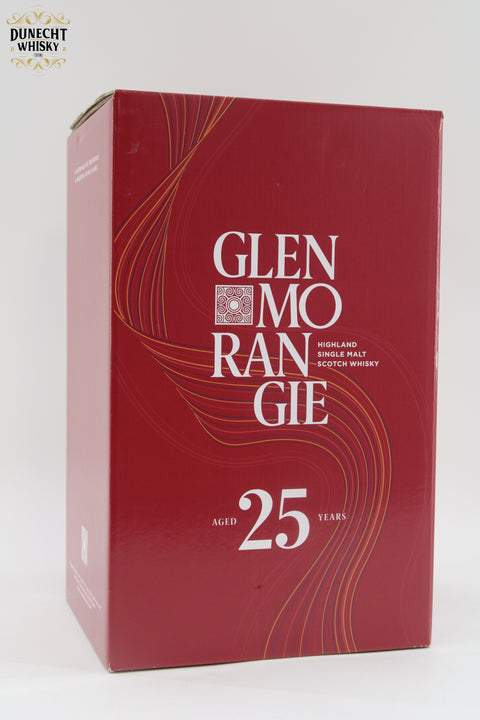 DUNECHT
WHISKY
GLEN
MO
RAN
GIE
HIGHLAND
SINGLE MALT
SCOTCH WHISKY
AGED 25 YEARS